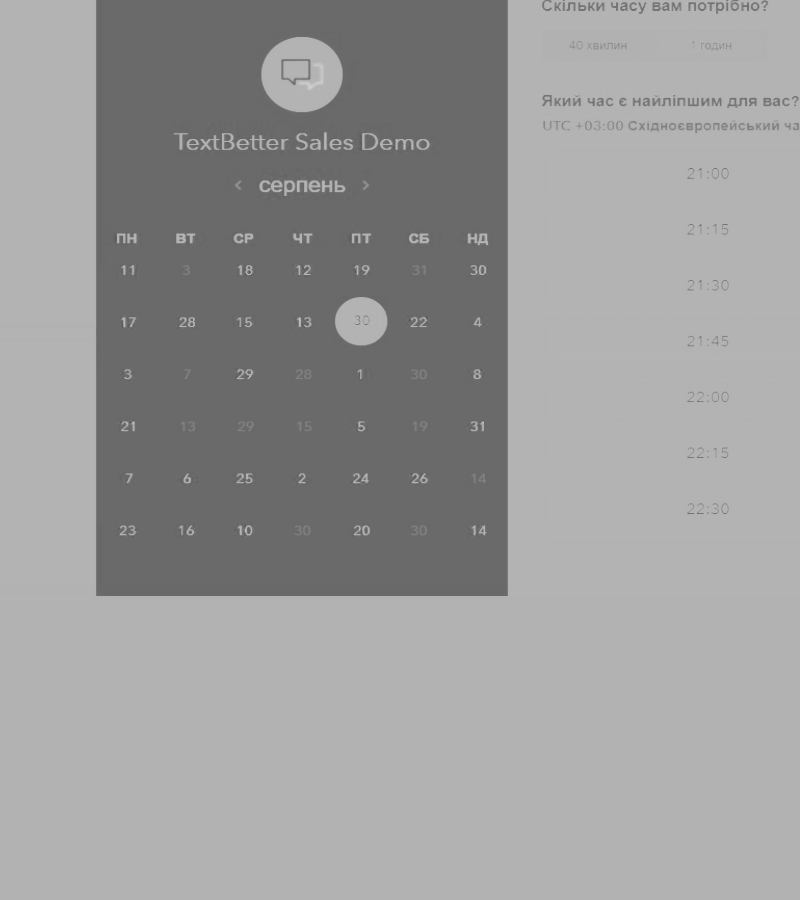 TextBetter Sales Demo
серпень
ПН ВТ СР ЧТ ПТ СБ НД
11 3 18 12 19 31 30
17 28 15 13 30 22 4
3 7 29 28 1 30 8
21 13 29 15 5 19 31
7 6 25 2 24 26 14
23 16 10 30 20 30 14
Скільки часу вам потрібно?
40 хвилин 1 годин
Який час є найліпшим для вас?
UTC +03:00 Східноєвропейський ча
21:00
21:15
21:30
21:45
22:00
22:15
22:30